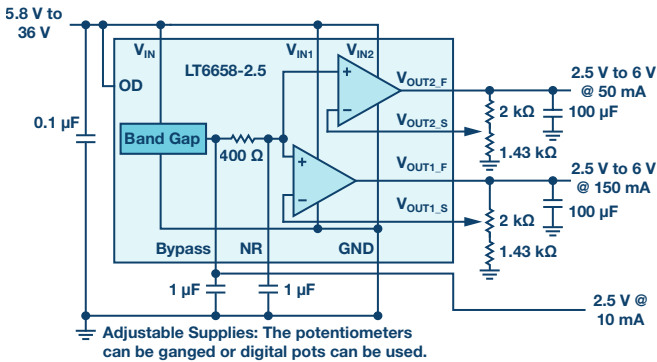 5.8 V to
36 V
VIN
VIN1
VIN2
LT6658-2.5
OD
VOUT2_F
2.5 V to 6 V
@ 50 mA
2 kΩ
100 µF
0.1 µF
Band Gap
400 Ω
VOUT2_S
1.43 kΩ
VOUT1_F
2.5 V to 6 V
@ 150 mA
VOUT1_S
2 kΩ
100 µF
Bypass
NR
GND
1.43 kΩ
1 µF
1 µF
2.5 V @
10 mA
Adjustable Supplies: The potentiometers
can be ganged or digital pots can be used.